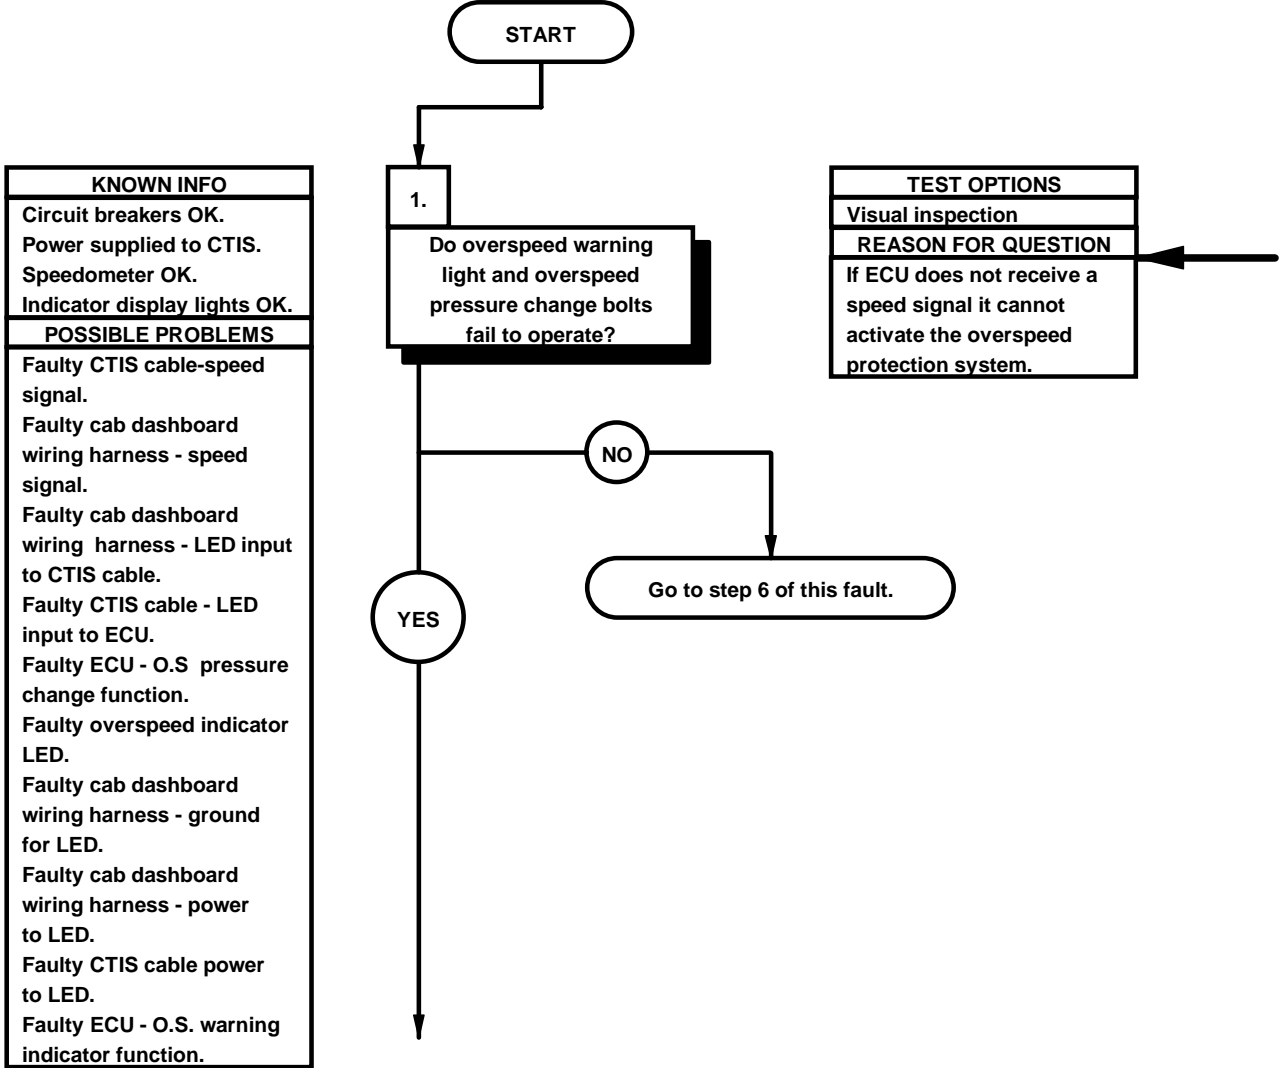 START
KNOWN INFO
Circuit breakers OK.
Power supplied to CTIS.
Speedometer OK.
Indicator display lights OK.
POSSIBLE PROBLEMS
Faulty CTIS cable-speed
signal.
Faulty cab dashboard
wiring harness - speed
signal.
Faulty cab dashboard
wiring harness - LED input
to CTIS cable.
Faulty CTIS cable - LED
input to ECU.
Faulty ECU - O.S pressure
change function.
Faulty overspeed indicator
LED.
Faulty cab dashboard
wiring harness - ground
for LED.
Faulty cab dashboard
wiring harness - power
to LED.
Faulty CTIS cable power
to LED.
Faulty ECU - O.S. warning
indicator function.
1.
Do overspeed warning
light and overspeed
pressure change bolts
fail to operate?
NO
Go to step 6 of this fault.
YES
TEST OPTIONS
Visual inspection
REASON FOR QUESTION
If ECU does not receive a
speed signal it cannot
activate the overspeed
protection system.